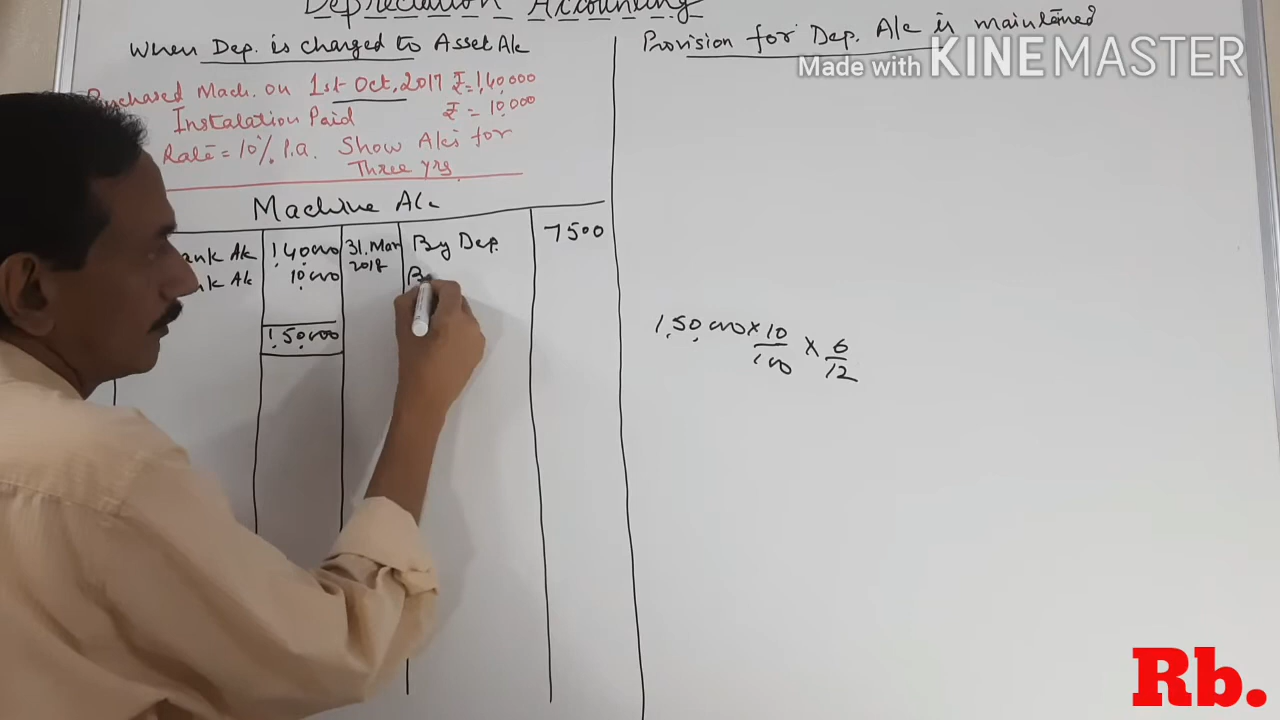 Depreciation Accounting
When Dep. is charged to Asset A/c
Purchased Mach. on 1st Oct, 2017 ₹=1,40,000
Instalation Paid ₹ = 10,000
Rate = 10% P.a. Show A/cs for
Three yrs.
Machine A/c
ank A/c 1,40,000 31. Mar 2018 By Dep. 7500
nk A/c 10,000 B
1,50,000
Provision for Dep. A/c is maintained
1,50,000 × 10/100 × 6/12
Made with KINEMASTER
Rb.